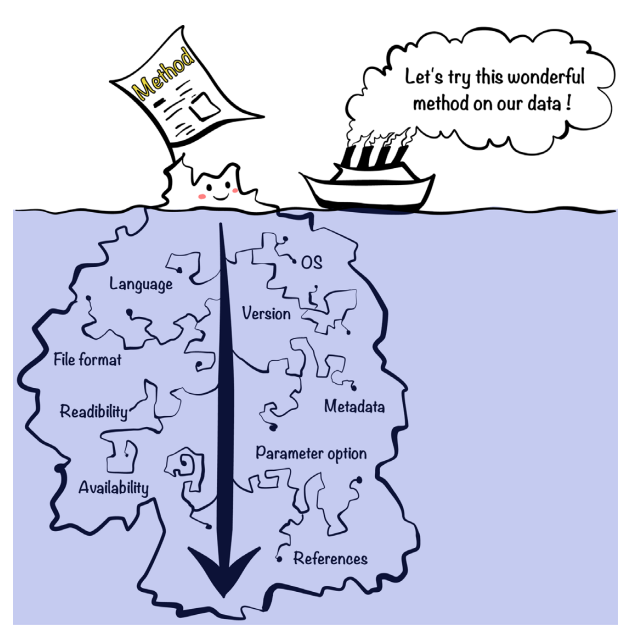 Method
Let's try this wonderful
method on our data !
Language
OS
Version
File format
Readibility
Metadata
Parameter option
Availability
References